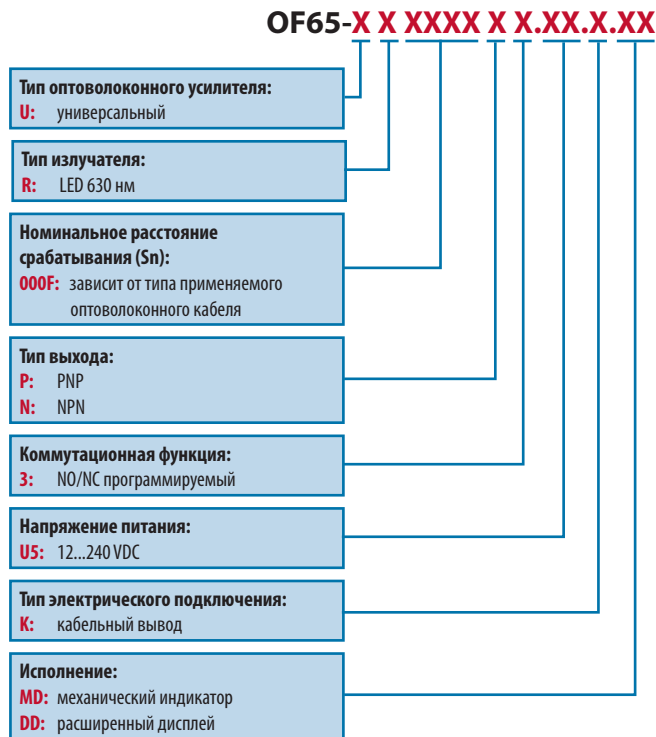 OF65-X X XXXX X X.XX.X.XX
Тип оптоволоконного усилителя:
U: универсальный
Тип излучателя:
R: LED 630 нм
Номинальное расстояние
срабатывания (Sn):
000F: зависит от типа применяемого
оптоволоконного кабеля
Тип выхода:
P: PNP
N: NPN
Коммутационная функция:
3: NO/NC программируемый
Напряжение питания:
U5: 12...240 VDC
Тип электрического подключения:
K: кабельный вывод
Исполнение:
MD: механический индикатор
DD: расширенный дисплей